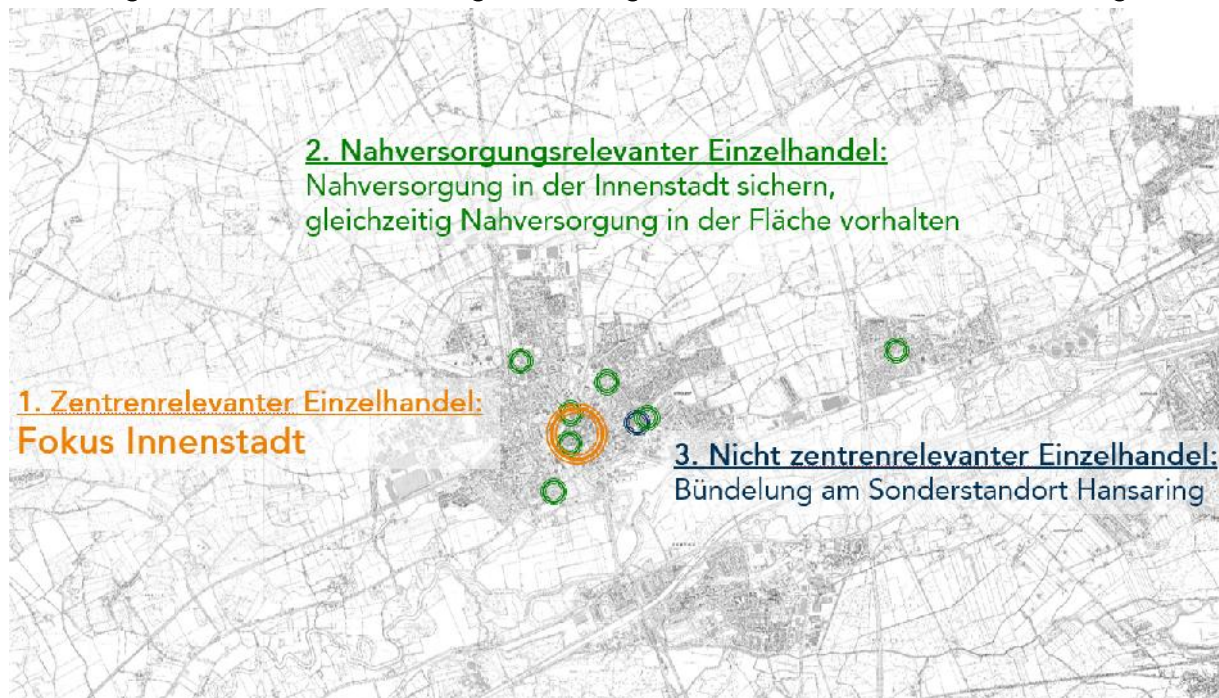 2. Nahversorgungsrelevanter Einzelhandel:
Nahversorgung in der Innenstadt sichern,
gleichzeitig Nahversorgung in der Fläche vorhalten
1. Zentrenrelevanter Einzelhandel:
Fokus Innenstadt
3. Nicht zentrenrelevanter Einzelhandel:
Bündelung am Sonderstandort Hansaring